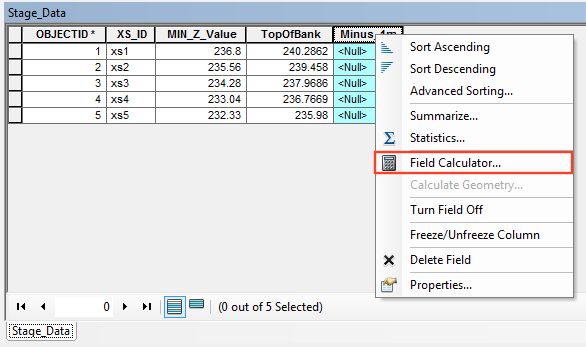 Stage_Data
OBJECTID * XS_ID MIN_Z_Value TopOfBank Minus_1m
1 xs1 236.8 240.2862 <Null>
2 xs2 235.56 239.458 <Null>
3 xs3 234.28 237.9686 <Null>
4 xs4 233.04 236.7669 <Null>
5 xs5 232.33 235.98 <Null>
Sort Ascending
Sort Descending
Advanced Sorting...
Summarize...
Σ Statistics...
Field Calculator...
Calculate Geometry...
Turn Field Off
Freeze/Unfreeze Column
Delete Field
Properties...
0 (0 out of 5 Selected)
Stage_Data